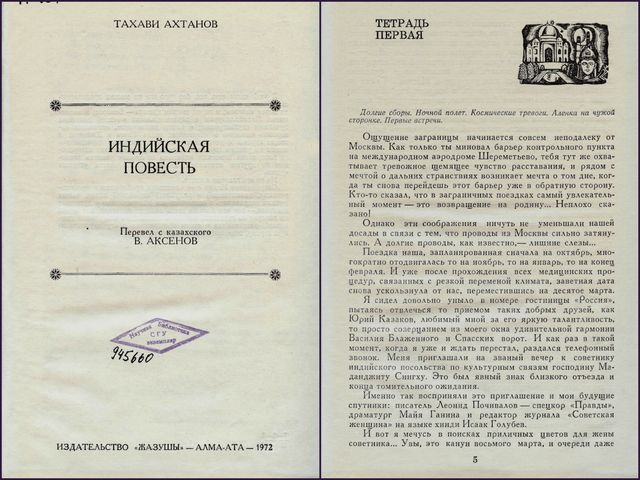 ТАХАВИ АХТАНОВ
ИНДИЙСКАЯ
ПОВЕСТЬ
Перевел с казахского
В. АКСЕНОВ
Научная библиотека
СГУ
экземпляр
945660
ИЗДАТЕЛЬСТВО «ЖАЗУШЫ» — АЛМА-АТА — 1972
ТЕТРАДЬ
ПЕРВАЯ
Долгие сборы. Ночной полет. Космические тревоги. Аленка на чужой
сторонке. Первые встречи.
Ощущение заграницы начинается совсем неподалеку от
Москвы. Как только ты миновал барьер контрольного пункта
на международном аэродроме Шереметьево, тебя тут же охва-
тывает тревожное щемящее чувство расставания, и рядом с
мечтой о дальних странствиях возникает мечта о том дне, ког-
да ты снова перейдешь этот барьер уже в обратную сторону.
Кто-то сказал, что в заграничных поездках самый увлекатель-
ный момент — это возвращение на родину... Неплохо ска-
зано!
Однако эти соображения ничуть не уменьшали нашей
досады в связи с тем, что проводы из Москвы сильно затяну-
лись. А долгие проводы, как известно,— лишние слезы...
Поездка наша, запланированная сначала на октябрь, мно-
гократно отодвигалась то на ноябрь, то на январь, то на конец
февраля. И уже после прохождения всех медицинских про-
цедур, связанных с резкой переменой климата, заветная дата
снова ускользнула от нас, переместившись на десятое марта.
Я сидел довольно уныло в номере гостиницы «Россия»,
пытаясь отвлечься то приемом таких добрых друзей, как
Юрий Казаков, любимый мной за его яркую талантливость,
то просто созерцанием из моего окна удивительной гармонии
Василия Блаженного и Спасских ворот. И как раз в такой
момент, когда я уже и ждать перестал, раздался телефонный
звонок. Меня приглашали на званый вечер к советнику
индийского посольства по культурным связям господину Ма-
данджиту Сингху. Это был явный знак близкого отъезда и
конца томительного ожидания.
Именно так восприняли это приглашение и мои будущие
спутники: писатель Леонид Почивалов — спецкор «Правды»,
драматург Майя Ганина и редактор журнала «Советская
женщина» на языке хинди Исаак Голубев.
И вот я мечусь в поисках приличных цветов для жены
советника... Увы, это канун восьмого марта, и очереди даже
5